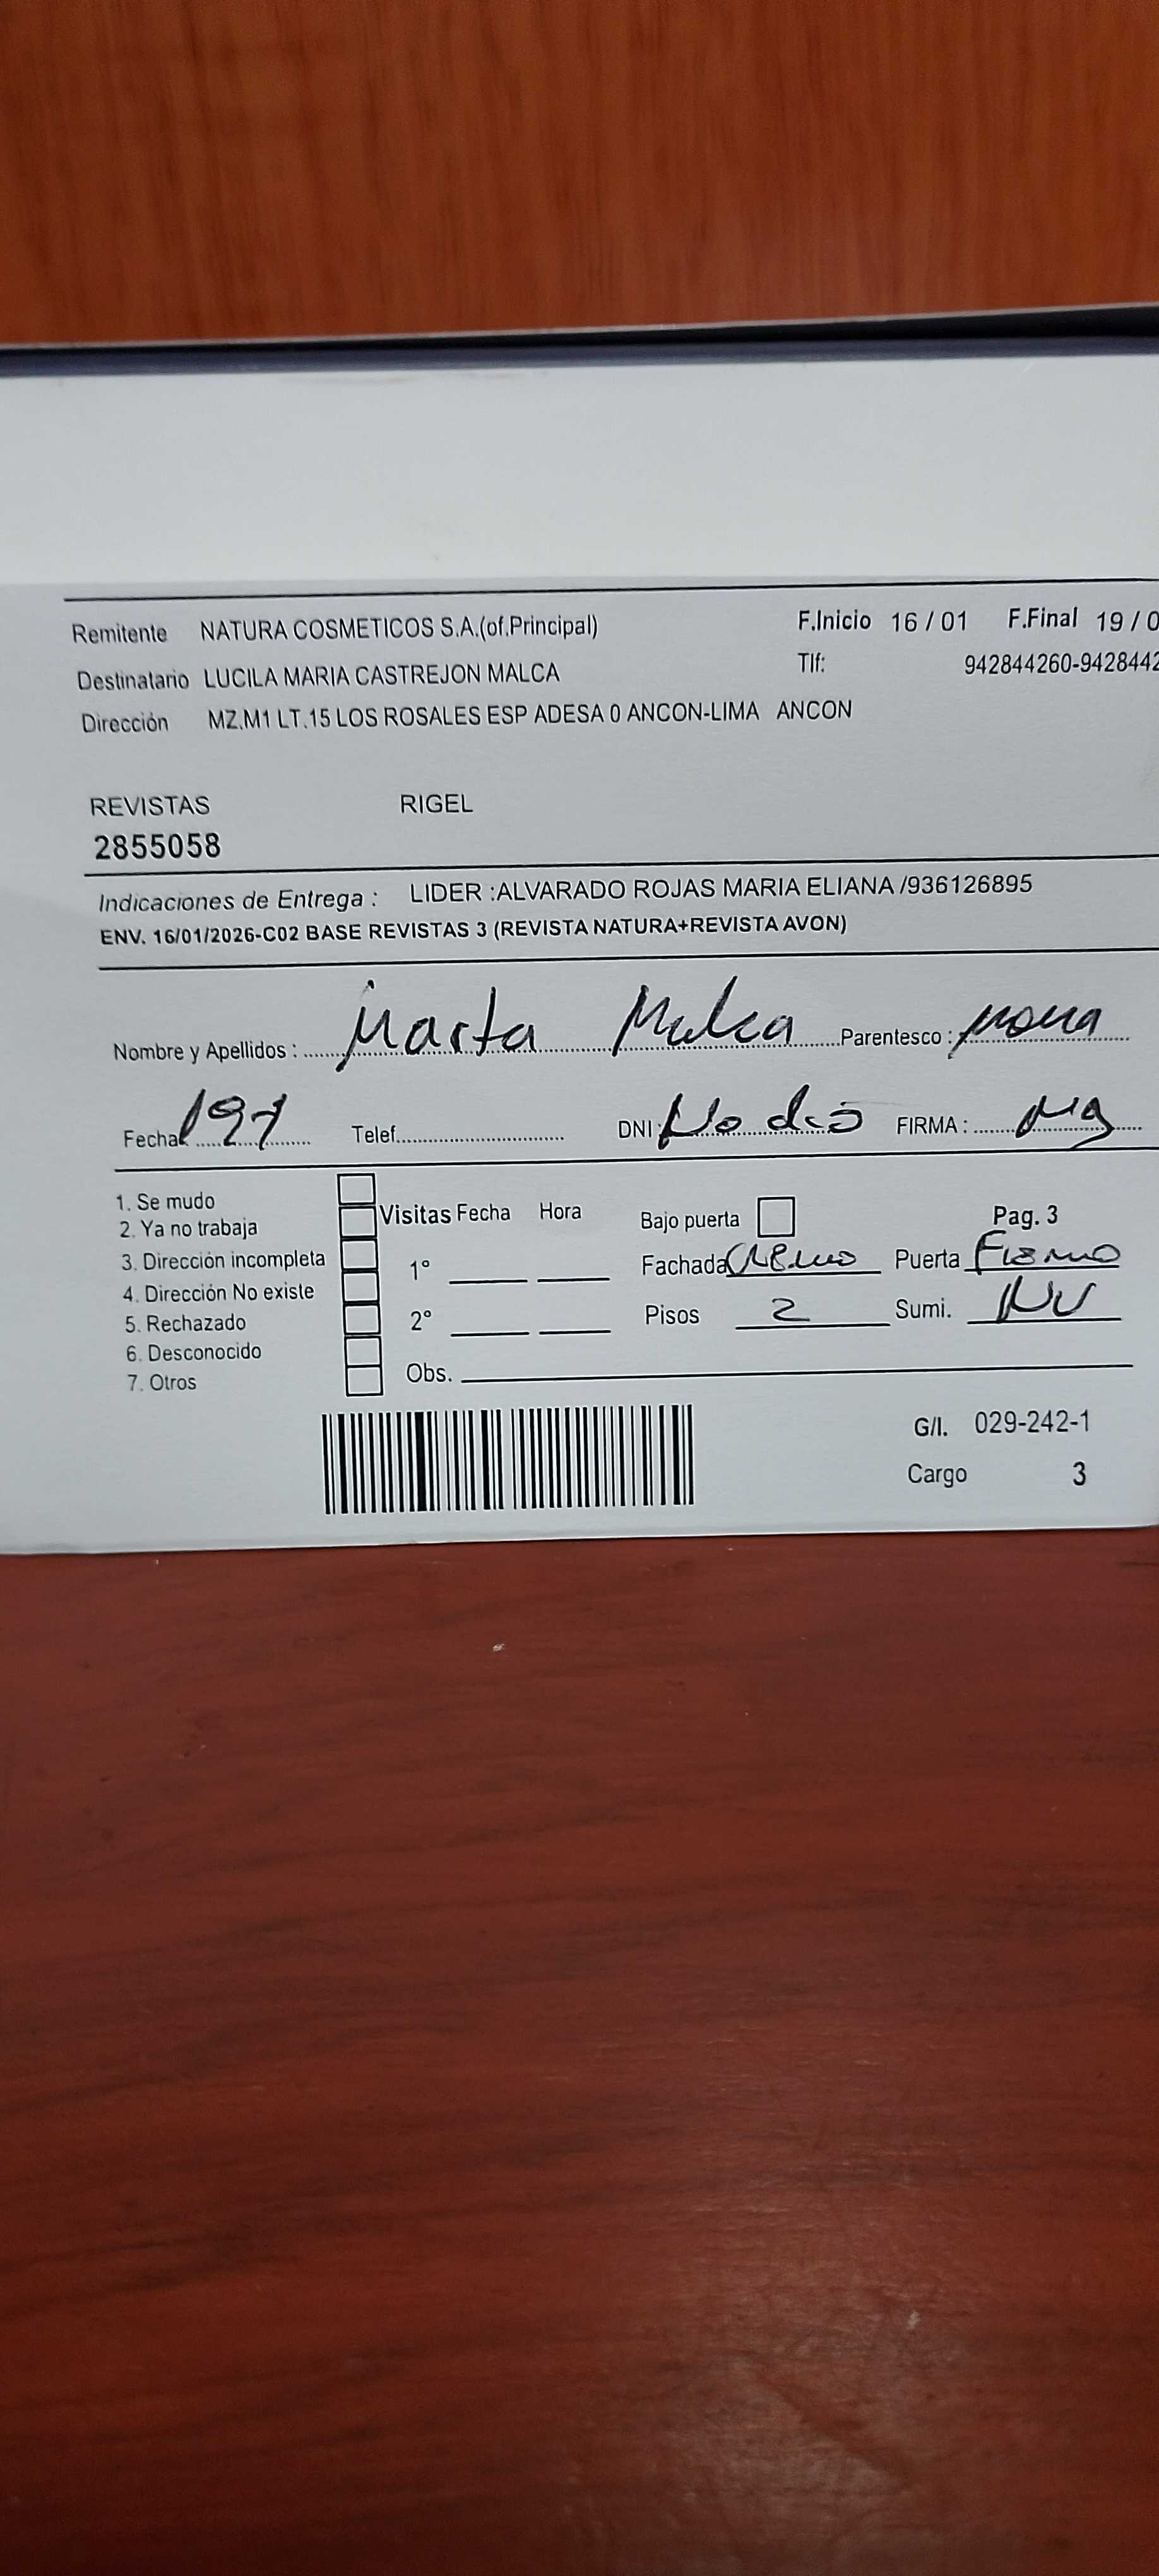 Remitente NATURA COSMETICOS S.A.(of.Principal) F.Inicio 16 / 01 F.Final 19 / 0
Destinatario LUCILA MARIA CASTREJON MALCA Tlf: 942844260-9428442
Dirección MZ.M1 LT.15 LOS ROSALES ESP ADESA 0 ANCON-LIMA ANCON
REVISTAS RIGEL
2855058
Indicaciones de Entrega : LIDER :ALVARADO ROJAS MARIA ELIANA /936126895
ENV. 16/01/2026-C02 BASE REVISTAS 3 (REVISTA NATURA+REVISTA AVON)
Nombre y Apellidos : Marta Malca Parentesco :
Fecha 191 Telef. DNI: No dio FIRMA :
1. Se mudo
2. Ya no trabaja Visitas Fecha Hora Bajo puerta Pag. 3
3. Dirección incompleta 1° Fachada Puerta Fierro
4. Dirección No existe
5. Rechazado 2° Pisos 2 Sumi.
6. Desconocido
7. Otros Obs.
G/I. 029-242-1
Cargo 3